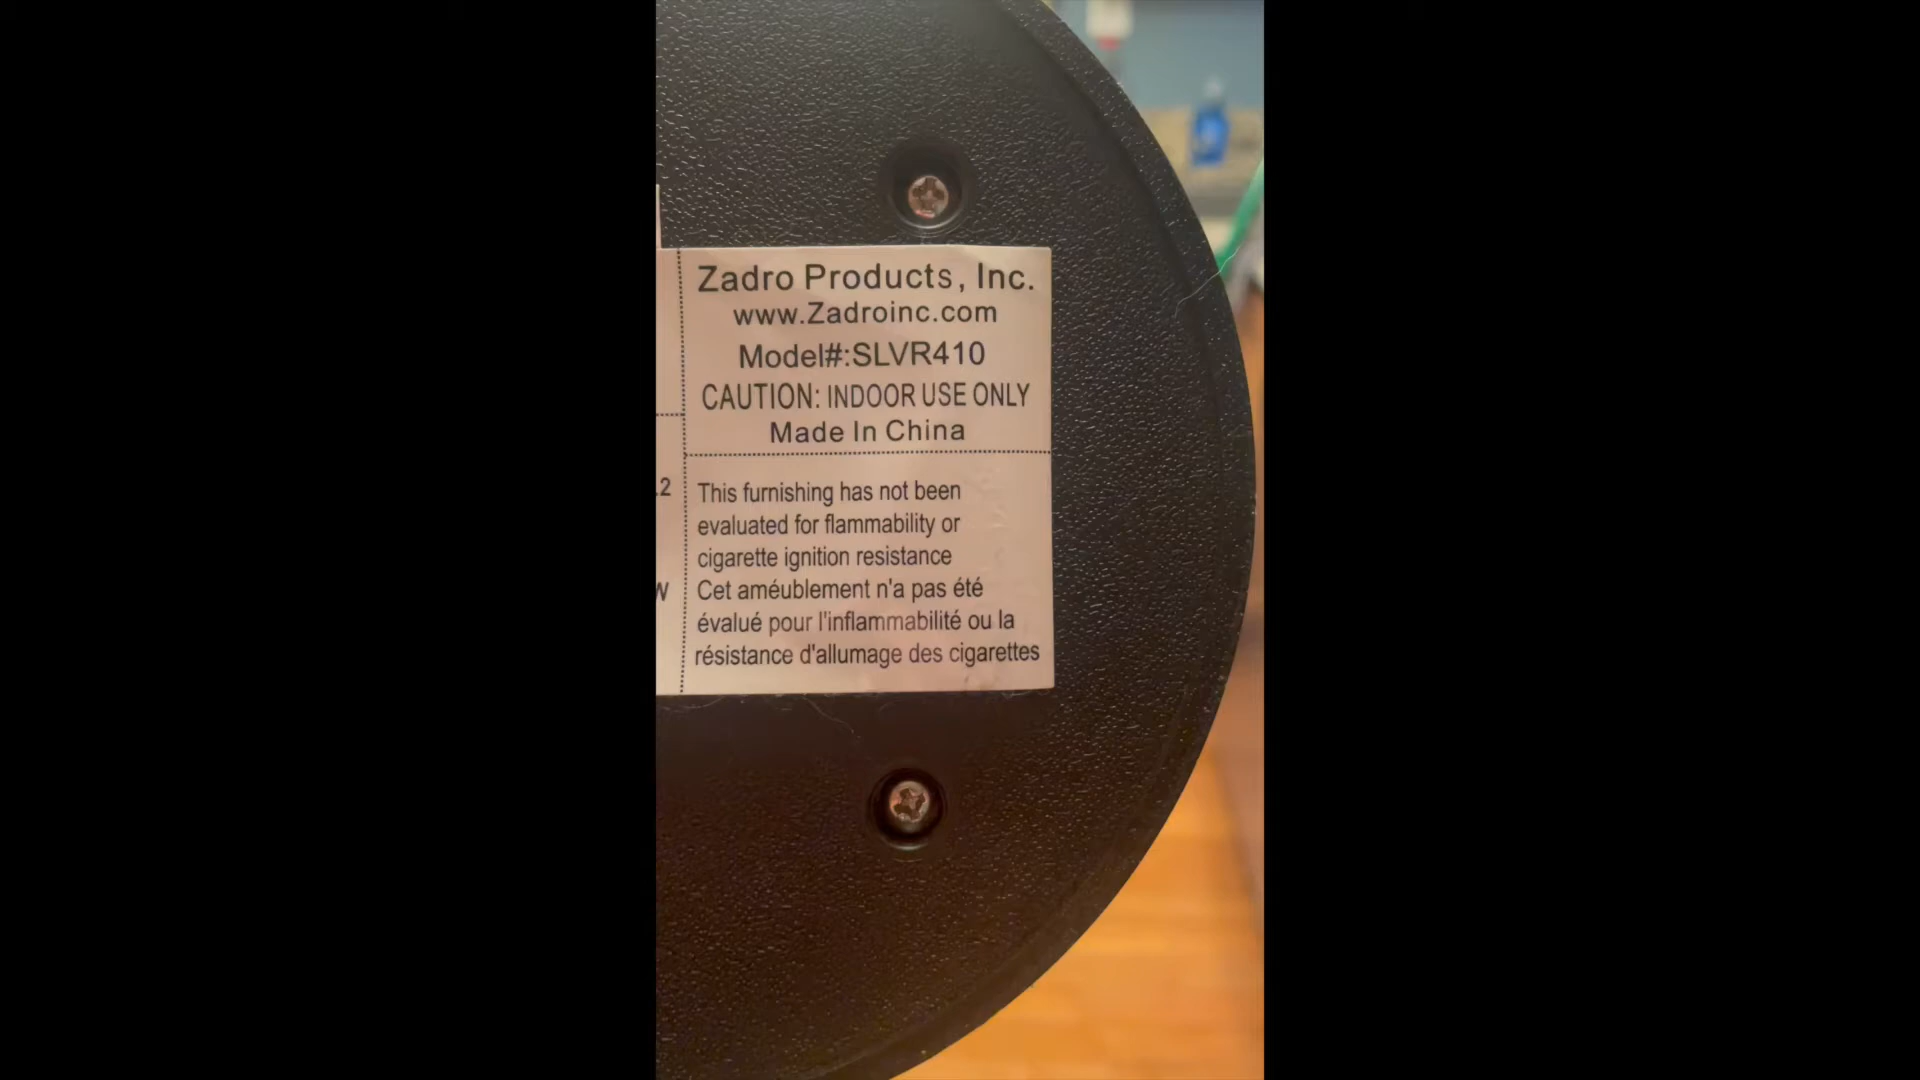 Zadro Products, Inc.
www.Zadroinc.com
Model#:SLVR410
CAUTION: INDOOR USE ONLY
Made In China
.2
This furnishing has not been
evaluated for flammability or
cigarette ignition resistance
W
Cet améublement n'a pas été
évalué pour l'inflammabilité ou la
résistance d'allumage des cigarettes